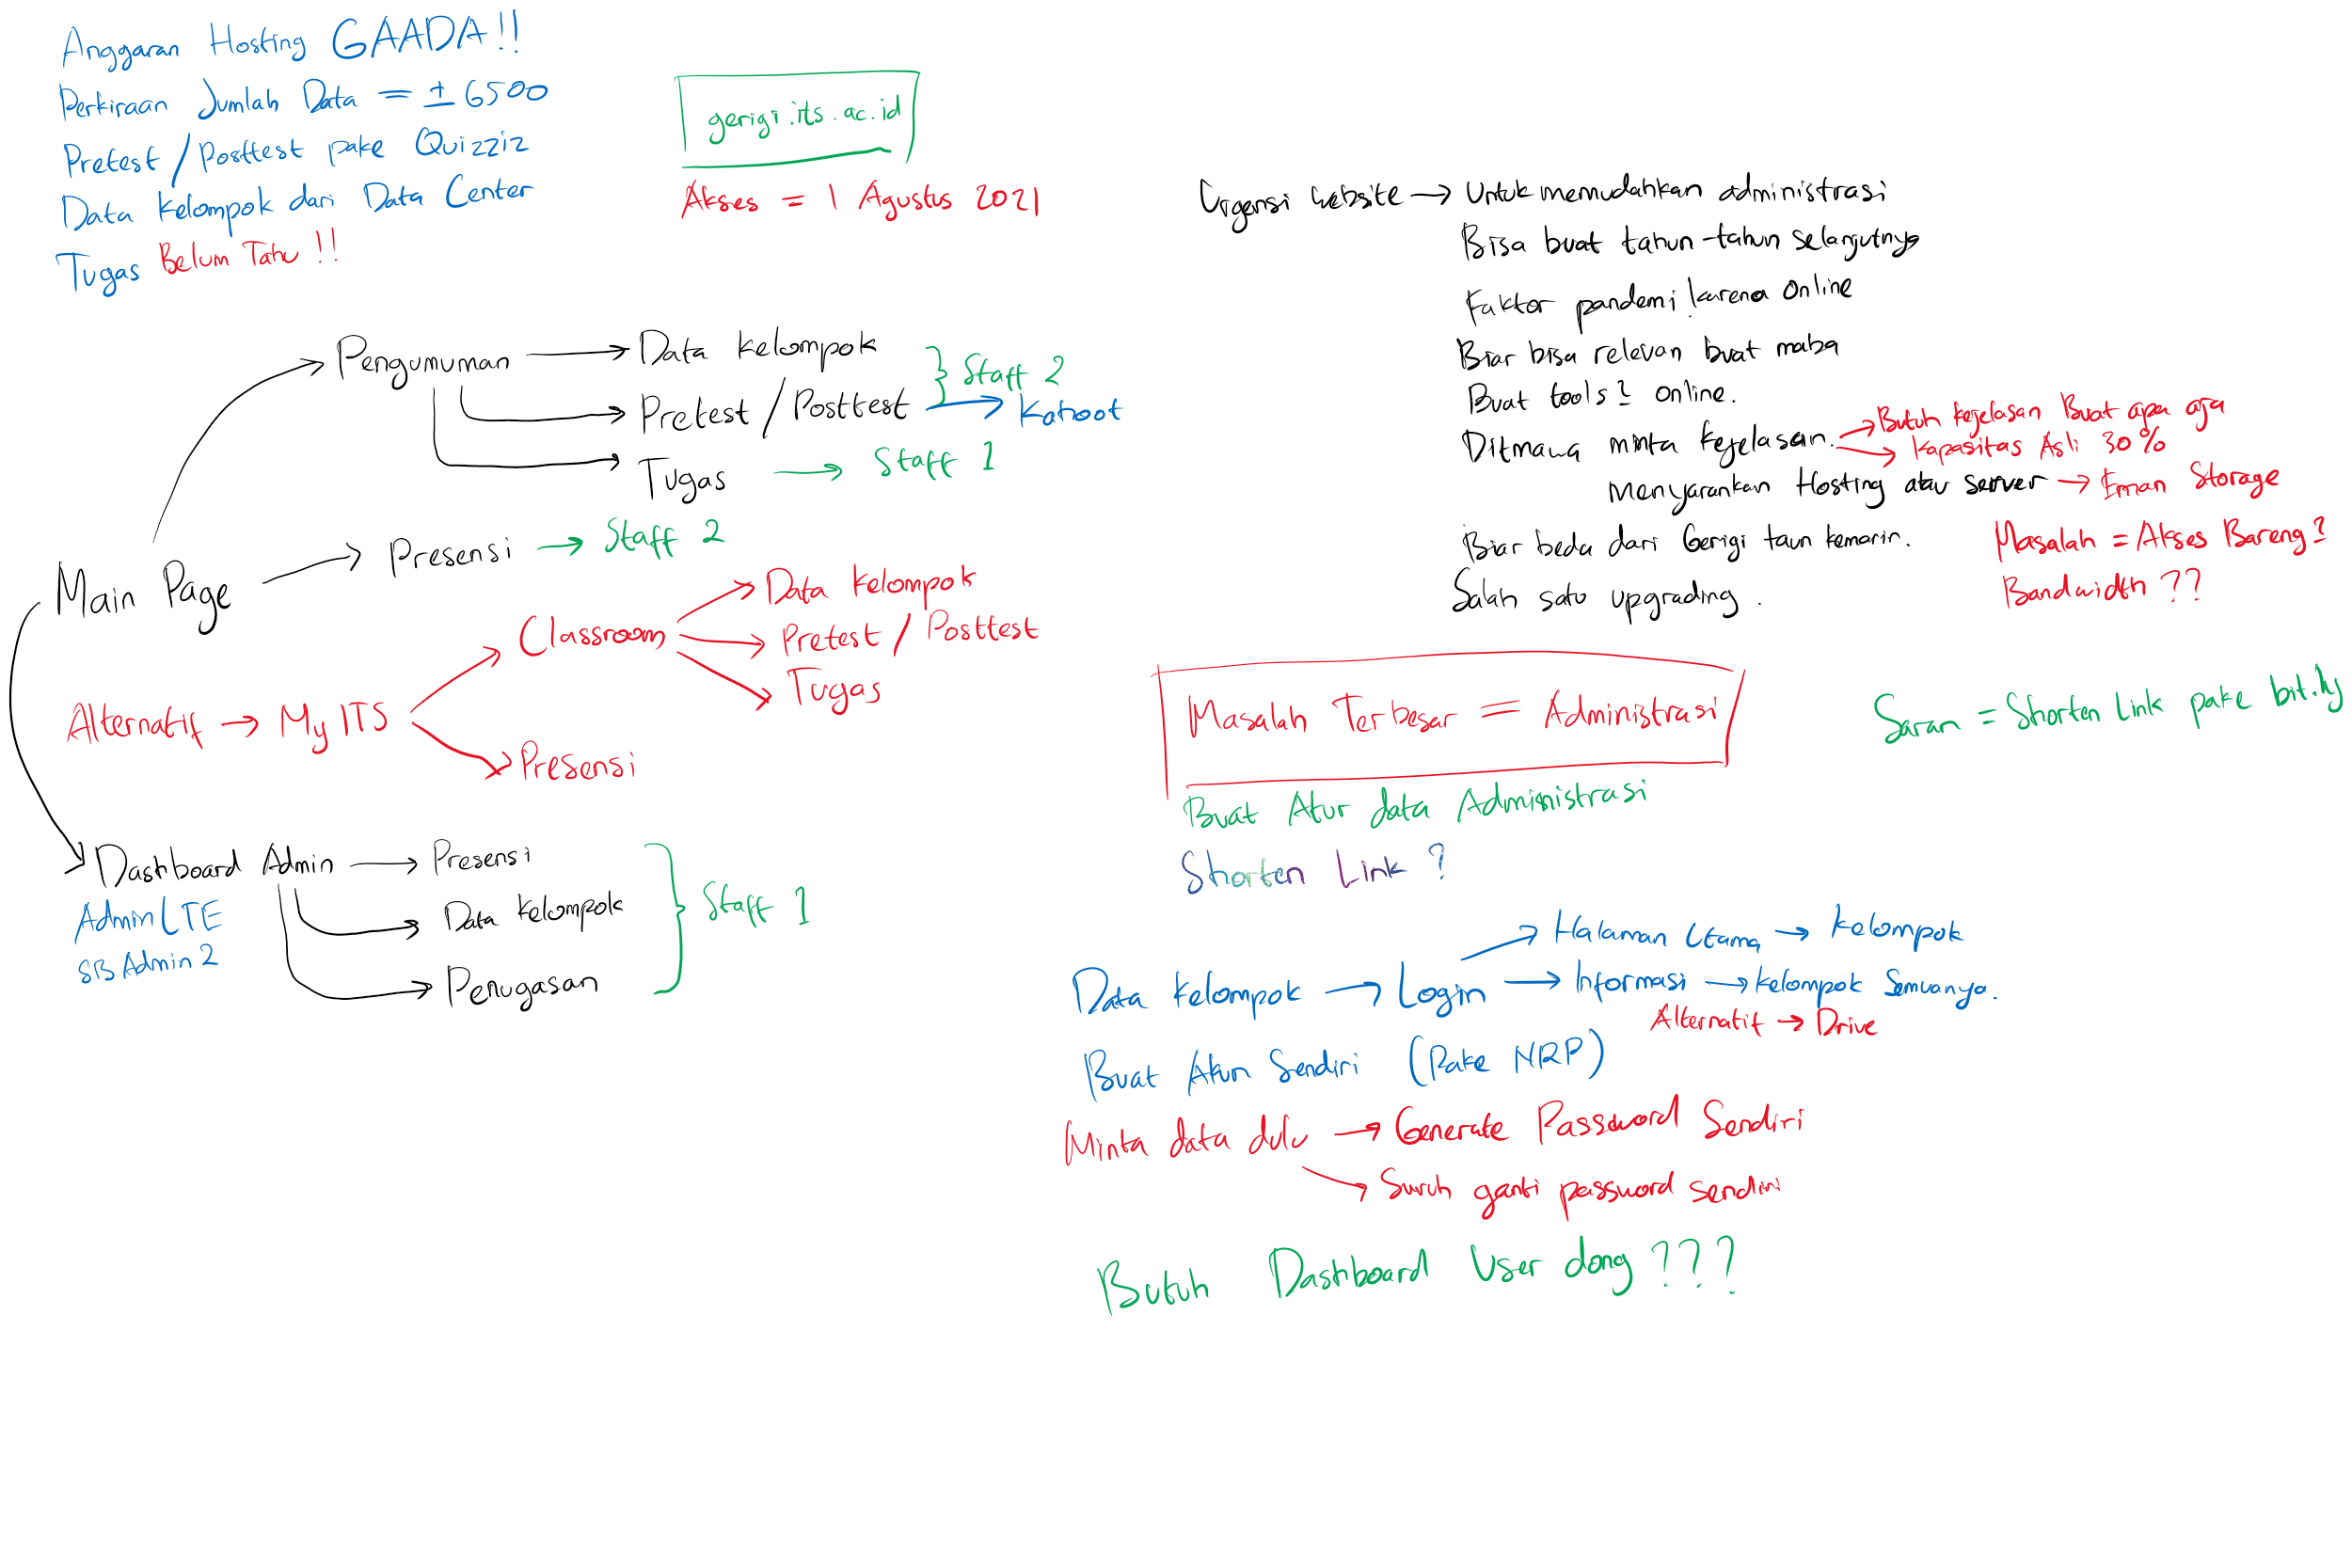 Anggaran Hosting GAADA!!
Perkiraan Jumlah Data = ± 6500
Pretest / Posttest pake Quizziz
Data Kelompok dari Data Center
Tugas Belum Tahu !!
gerigi.its.ac.id
Akses = 1 Agustus 2021
Pengumuman → Data Kelompok
Pretest / Posttest } Staff 2 → Kahoot
Tugas → Staff 1
Main Page → Presensi → Staff 2
Alternatif → My ITS
Classroom
Data Kelompok
Pretest / Posttest
Tugas
Presensi
Dashboard Admin → Presensi
AdminLTE
SB Admin 2
Data Kelompok
Penugasan
} Staff 1
Urgensi website → Untuk memudahkan administrasi
Bisa buat tahun-tahun selanjutnya
Faktor pandemi karena Online
Biar bisa relevan buat maba
Buat tools2 online.
Ditmawa minta kejelasan. → Butuh kejelasan Buat apa aja
→ Kapasitas Asli 30%
Menyarankan Hosting atau server → Eman Storage
Biar beda dari Gerigi taun kemarin.
Salah satu upgrading.
Masalah = Akses Bareng2
Bandwidth ??
Masalah Terbesar = Administrasi
Saran = Shorten Link pake bit.ly
Buat Atur data Administrasi
Shorten Link ?
Data Kelompok → Login
→ Halaman Utama → Kelompok
→ Informasi → Kelompok Semuanya.
Alternatif → Drive
Buat Akun Sendiri (Pake NRP)
Minta data dulu → Generate Password Sendiri
→ Suruh ganti password sendiri
Butuh Dashboard User dong ???